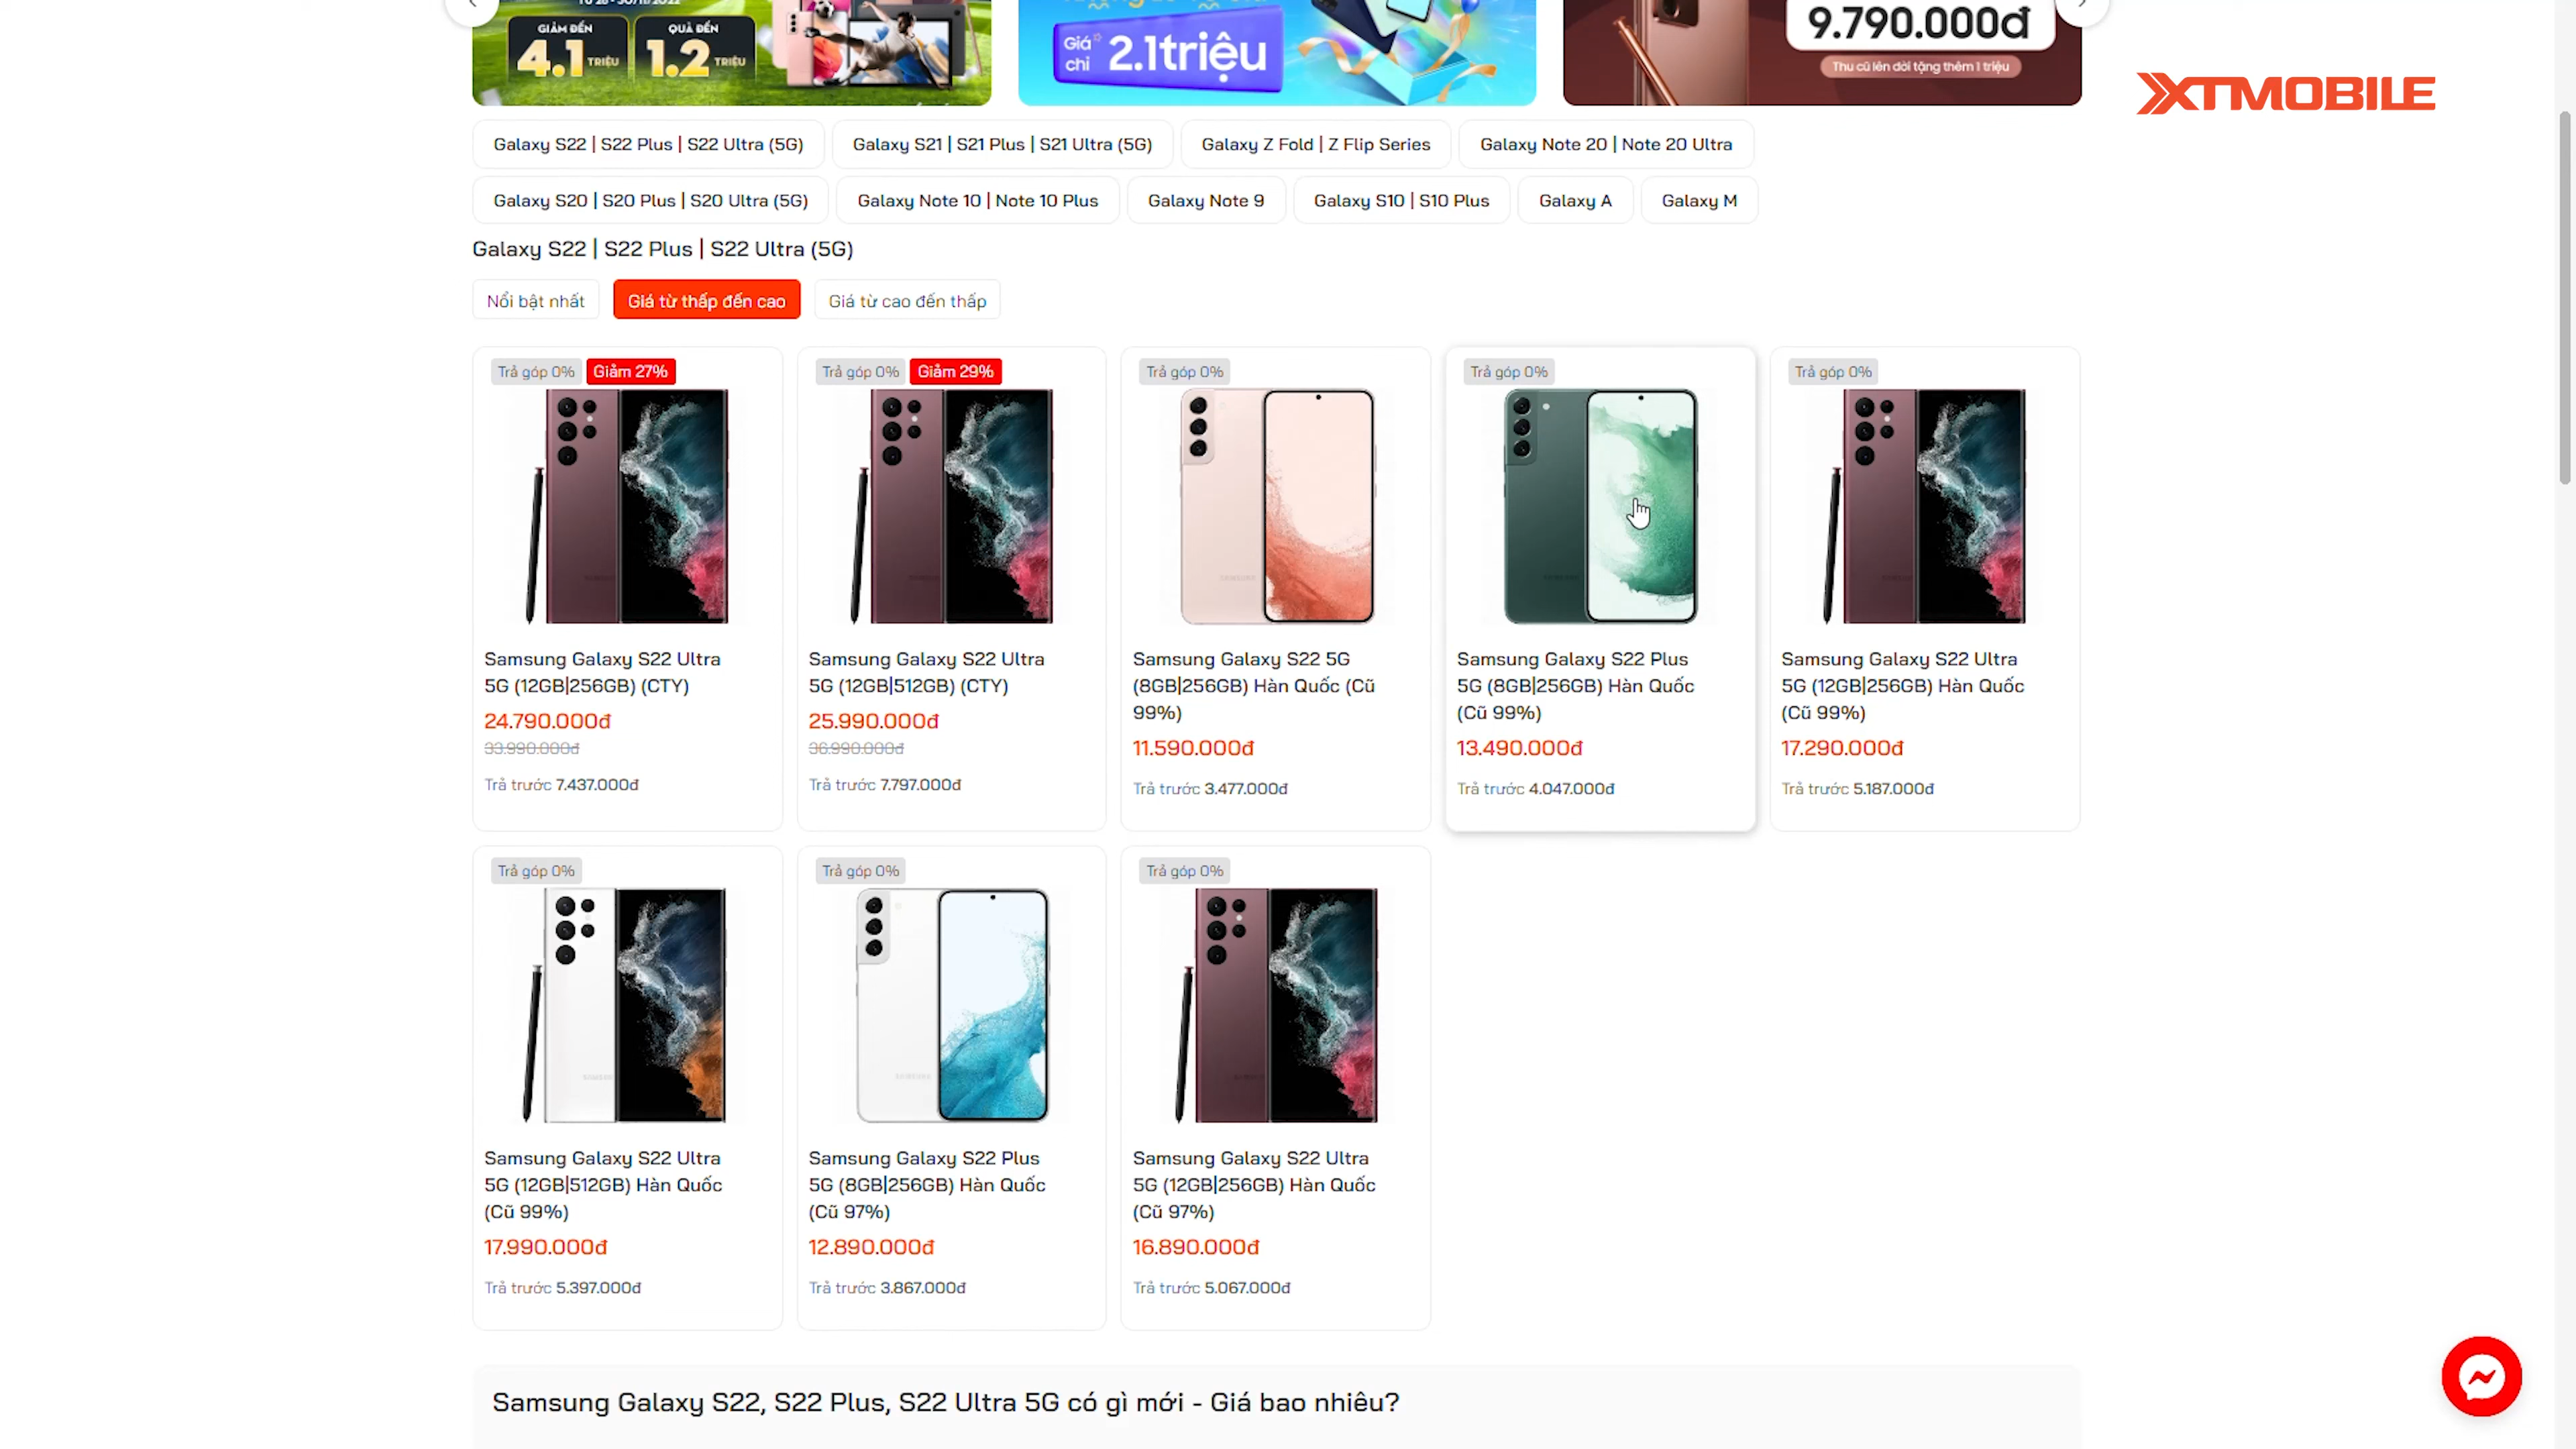 GIẢM ĐẾN
4.1 TRIỆU
QUÀ ĐẾN
1.2 TRIỆU
Giá chỉ 2.1 triệu
9.790.000đ
Thu cũ lên đời tặng thêm 1 triệu
XTMOBILE
Galaxy S22 | S22 Plus | S22 Ultra (5G)
Galaxy S21 | S21 Plus | S21 Ultra (5G)
Galaxy Z Fold | Z Flip Series
Galaxy Note 20 | Note 20 Ultra
Galaxy S20 | S20 Plus | S20 Ultra (5G)
Galaxy Note 10 | Note 10 Plus
Galaxy Note 9
Galaxy S10 | S10 Plus
Galaxy A
Galaxy M
Galaxy S22 | S22 Plus | S22 Ultra (5G)
Nổi bật nhất
Giá từ thấp đến cao
Giá từ cao đến thấp
Trả góp 0%
Giảm 27%
Samsung Galaxy S22 Ultra
5G (12GB|256GB) (CTY)
24.790.000đ
33.990.000đ
Trả trước 7.437.000đ
Trả góp 0%
Giảm 29%
Samsung Galaxy S22 Ultra
5G (12GB|512GB) (CTY)
25.990.000đ
36.990.000đ
Trả trước 7.797.000đ
Trả góp 0%
Samsung Galaxy S22 5G
(8GB|256GB) Hàn Quốc (Cũ
99%)
11.590.000đ
Trả trước 3.477.000đ
Trả góp 0%
Samsung Galaxy S22 Plus
5G (8GB|256GB) Hàn Quốc
(Cũ 99%)
13.490.000đ
Trả trước 4.047.000đ
Trả góp 0%
Samsung Galaxy S22 Ultra
5G (12GB|256GB) Hàn Quốc
(Cũ 99%)
17.290.000đ
Trả trước 5.187.000đ
Trả góp 0%
Samsung Galaxy S22 Ultra
5G (12GB|512GB) Hàn Quốc
(Cũ 99%)
17.990.000đ
Trả trước 5.397.000đ
Trả góp 0%
Samsung Galaxy S22 Plus
5G (8GB|256GB) Hàn Quốc
(Cũ 97%)
12.890.000đ
Trả trước 3.867.000đ
Trả góp 0%
Samsung Galaxy S22 Ultra
5G (12GB|256GB) Hàn Quốc
(Cũ 97%)
16.890.000đ
Trả trước 5.067.000đ
Samsung Galaxy S22, S22 Plus, S22 Ultra 5G có gì mới - Giá bao nhiêu?